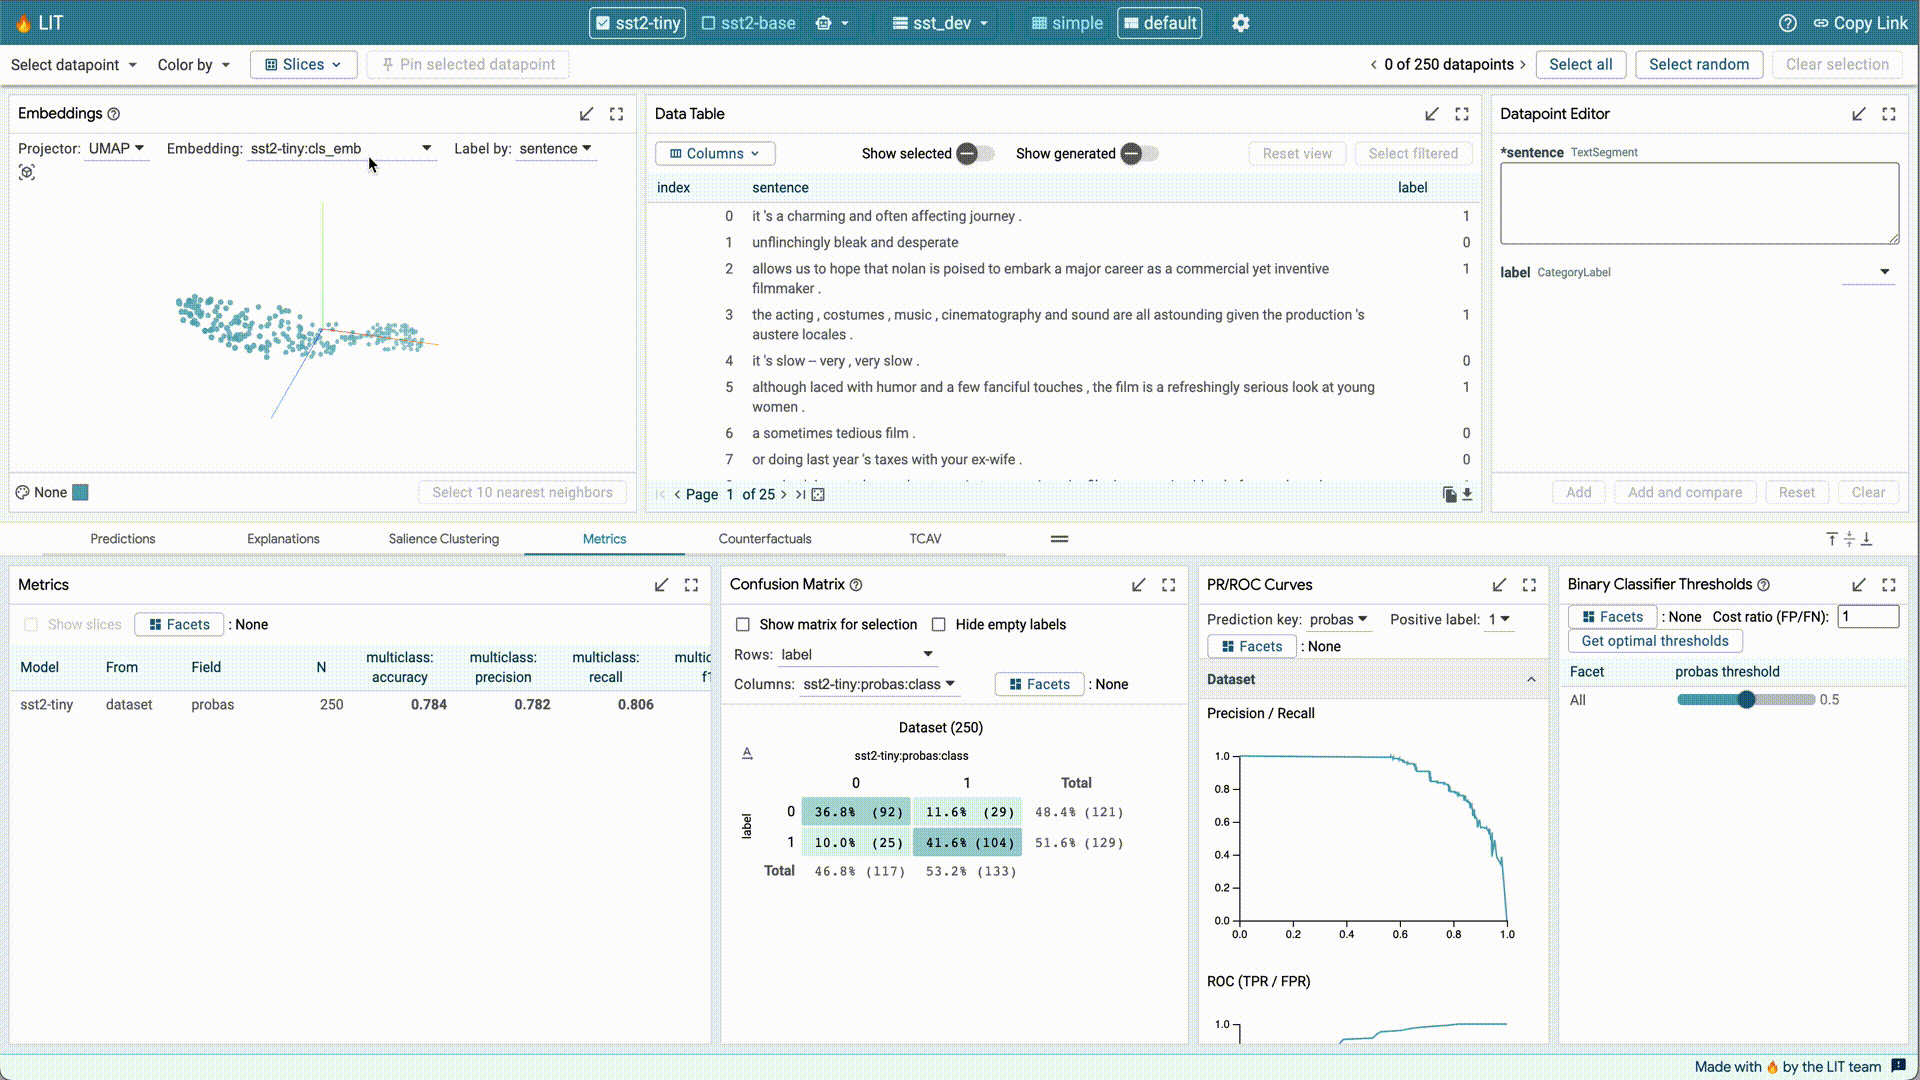 LIT
sst2-tiny
sst2-base
sst_dev
simple
default
Copy Link
Select datapoint
Color by
Slices
Pin selected datapoint
0 of 250 datapoints
Select all
Select random
Clear selection
Embeddings
Projector: UMAP
Embedding: sst2-tiny:cls_emb
Label by: sentence
None
Select 10 nearest neighbors
Data Table
Columns
Show selected
Show generated
Reset view
Select filtered
index sentence label
0 it 's a charming and often affecting journey . 1
1 unflinchingly bleak and desperate 0
2 allows us to hope that nolan is poised to embark a major career as a commercial yet inventive 1
filmmaker .
3 the acting , costumes , music , cinematography and sound are all astounding given the production 's 1
austere locales .
4 it 's slow -- very , very slow . 0
5 although laced with humor and a few fanciful touches , the film is a refreshingly serious look at young 1
women .
6 a sometimes tedious film . 0
7 or doing last year 's taxes with your ex-wife . 0
Page 1 of 25
Datapoint Editor
*sentence TextSegment
label CategoryLabel
Add
Add and compare
Reset
Clear
Predictions
Explanations
Salience Clustering
Metrics
Counterfactuals
TCAV
Metrics
Show slices
Facets : None
Model From Field N multiclass: accuracy multiclass: precision multiclass: recall
sst2-tiny dataset probas 250 0.784 0.782 0.806
Confusion Matrix
Show matrix for selection
Hide empty labels
Rows: label
Columns: sst2-tiny:probas:class
Facets : None
Dataset (250)
sst2-tiny:probas:class
0 1 Total
label
0 36.8% (92) 11.6% (29) 48.4% (121)
1 10.0% (25) 41.6% (104) 51.6% (129)
Total 46.8% (117) 53.2% (133)
PR/ROC Curves
Prediction key: probas
Positive label: 1
Facets : None
Dataset
Precision / Recall
1.0
0.8
0.6
0.4
0.2
0.0
0.0 0.2 0.4 0.6 0.8 1.0
ROC (TPR / FPR)
1.0
Binary Classifier Thresholds
Facets : None Cost ratio (FP/FN): 1
Get optimal thresholds
Facet probas threshold
All 0.5
Made with 🔥 by the LIT team